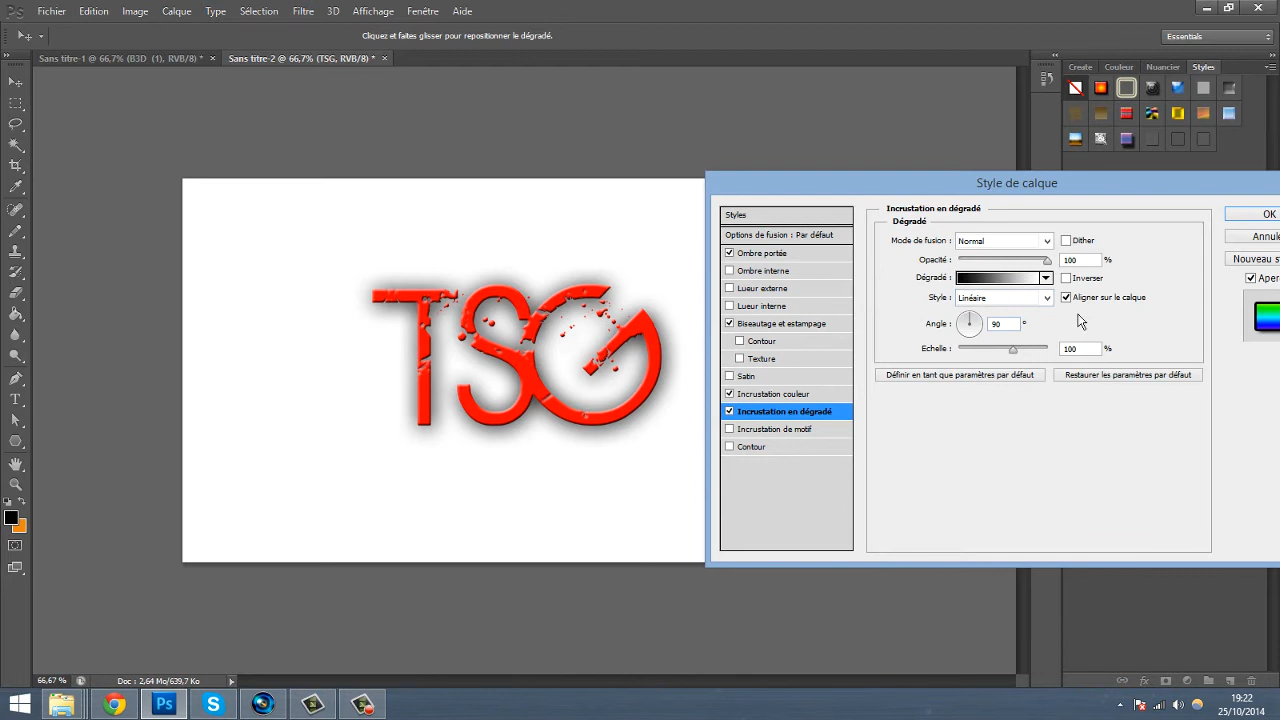 Ps Fichier Edition Image Calque Type Sélection Filtre 3D Affichage Fenêtre Aide
Cliquez et faites glisser pour repositionner le dégradé. Essentials
Sans titre-1 @ 66,7% (B3D (1), RVB/8) * × Sans titre-2 @ 66,7% (TSG, RVB/8) * ×
Create Couleur Nuancier Styles
TSG
Style de calque
Styles
Options de fusion : Par défaut
Ombre portée
Ombre interne
Lueur externe
Lueur interne
Biseautage et estampage
Contour
Texture
Satin
Incrustation couleur
Incrustation en dégradé
Incrustation de motif
Contour
Incrustation en dégradé
Dégradé
Mode de fusion : Normal Dither
Opacité : 100 %
Dégradé : Inverser
Style : Linéaire Aligner sur le calque
Angle : 90 °
Echelle : 100 %
Définir en tant que paramètres par défaut Restaurer les paramètres par défaut
OK
Annule
Nouveau st
Aper
T
66,67 % Doc : 2,64 Mo/639,7 Ko
fx
Ps S
19:22
25/10/2014